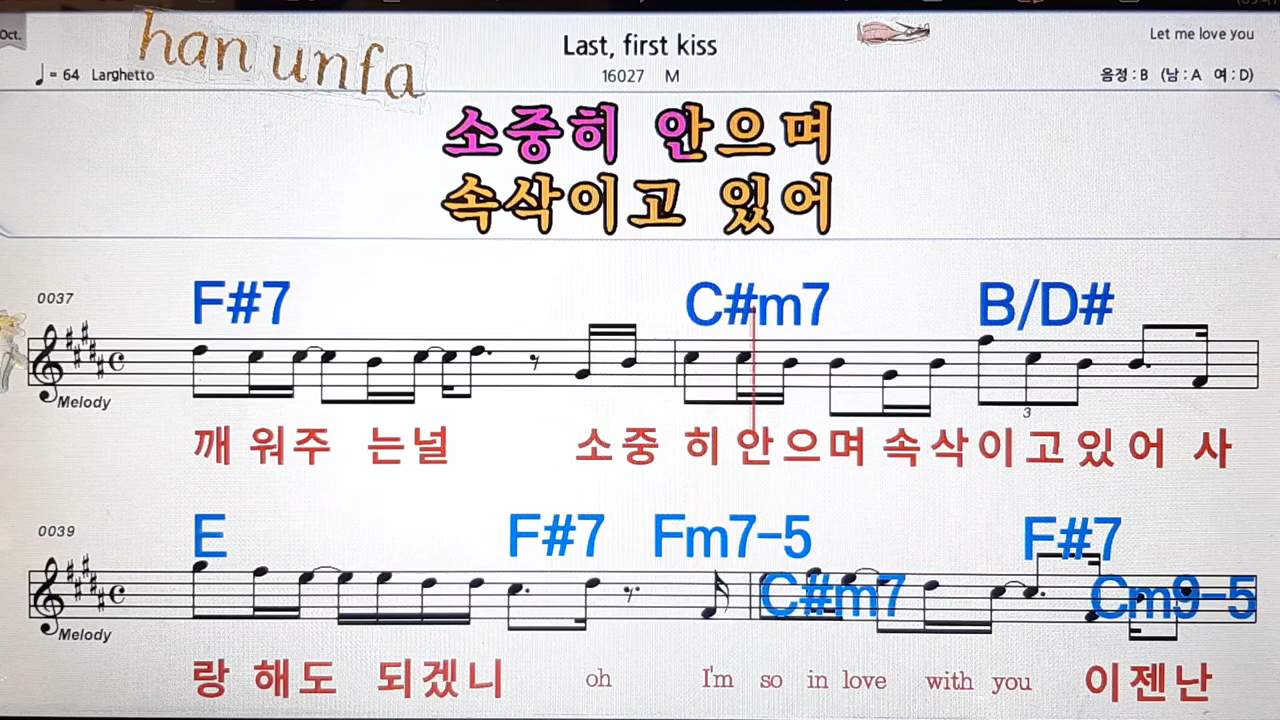 Oct.
han unfa
Last, first kiss
Let me love you
♩= 64 Larghetto
16027 M
음정 : B (남 : A 여 : D)
소중히 안으며
속삭이고 있어
0037
F#7 C#m7 B/D#
3
Melody
깨 워주 는널 소중 히안으며속삭이고있어 사
0039
E F#7 Fm7-5 F#7
C#m7 Cm9-5
Melody
랑 해도 되겠니 oh I'm so in love with you 이젠난